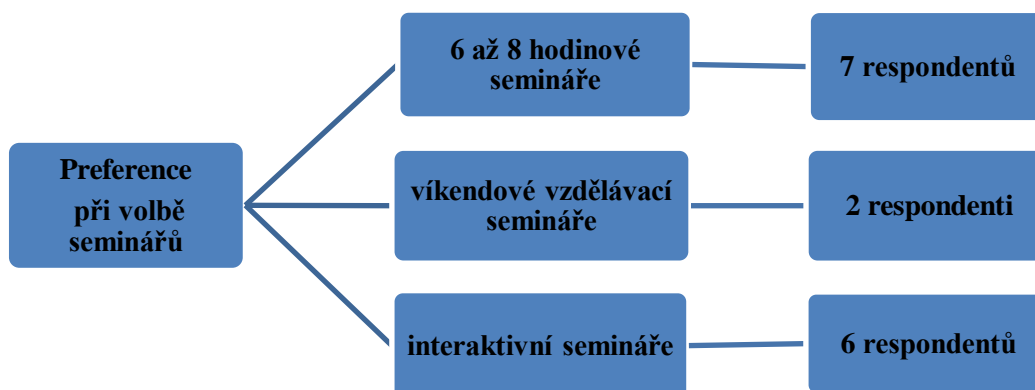 Preference
při volbě
seminářů
6 až 8 hodinové
semináře
7 respondentů
víkendové vzdělávací
semináře
2 respondenti
interaktivní semináře
6 respondentů